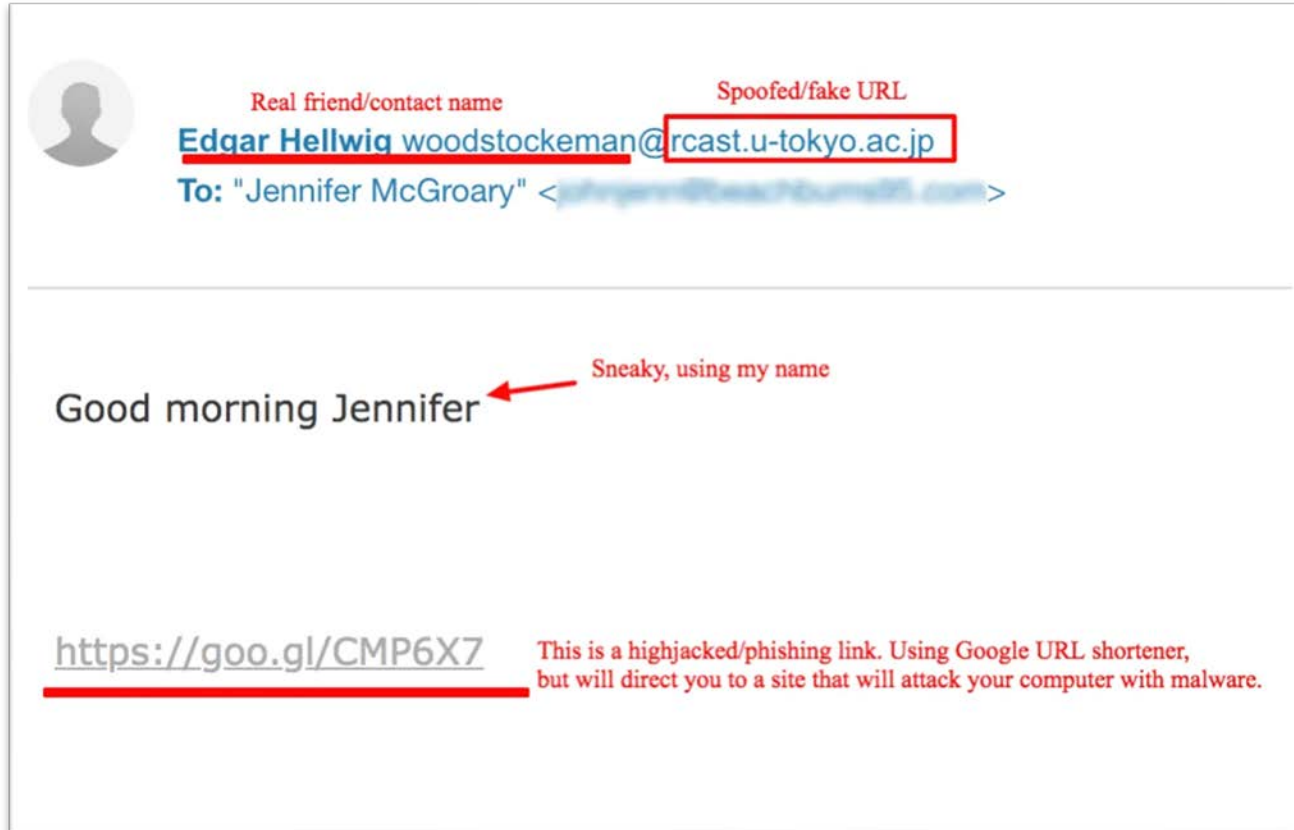 Real friend/contact name
Spoofed/fake URL
Edgar Hellwig woodstockeman@rcast.u-tokyo.ac.jp
To: "Jennifer McGroary" < >
Sneaky, using my name
Good morning Jennifer
https://goo.gl/CMP6X7
This is a highjacked/phishing link. Using Google URL shortener,
but will direct you to a site that will attack your computer with malware.